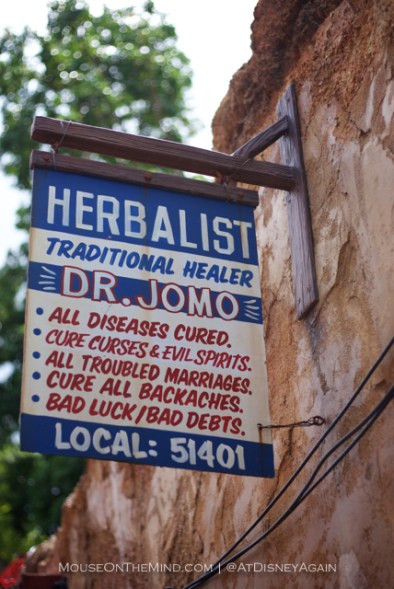 HERBALIST
TRADITIONAL HEALER
DR. JOMO
• ALL DISEASES CURED.
• CURE CURSES & EVIL SPIRITS.
• ALL TROUBLED MARRIAGES.
• CURE ALL BACKACHES.
• BAD LUCK/BAD DEBTS.
LOCAL: 51401
MOUSEONTHEMIND.COM | @ATDISNEYAGAIN